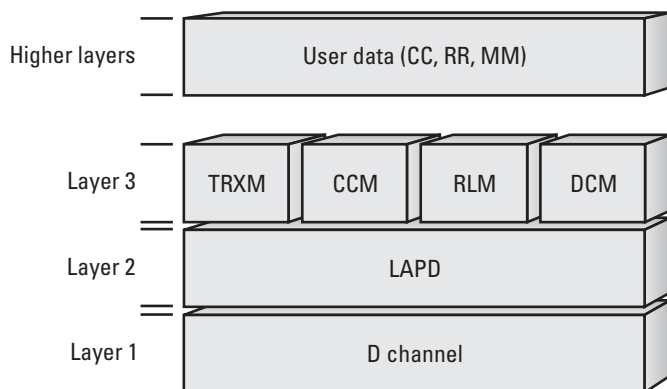 Higher layers
User data (CC, RR, MM)
Layer 3
TRXM
CCM
RLM
DCM
Layer 2
LAPD
Layer 1
D channel